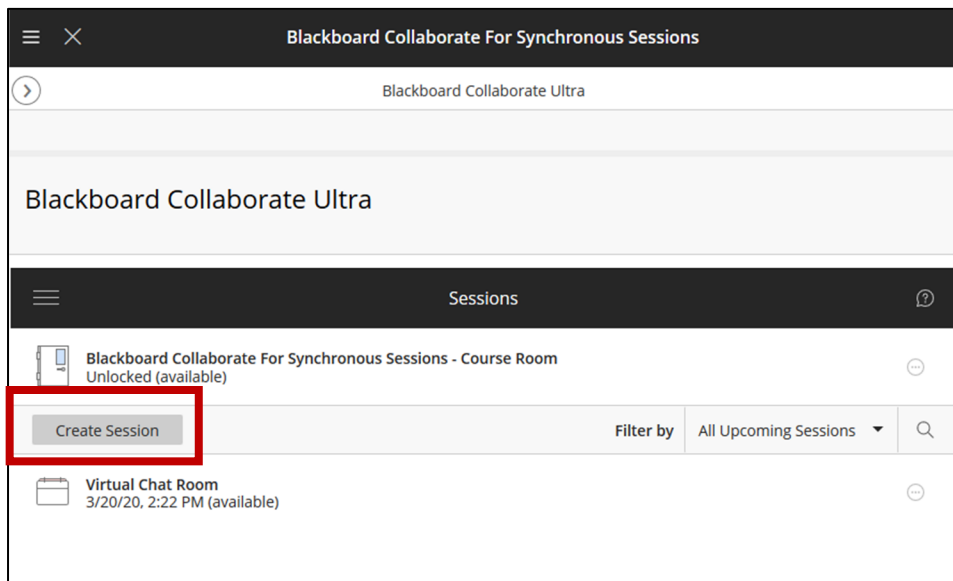 Blackboard Collaborate For Synchronous Sessions
Blackboard Collaborate Ultra
Blackboard Collaborate Ultra
Sessions
Blackboard Collaborate For Synchronous Sessions - Course Room
Unlocked (available)
Create Session
Filter by
All Upcoming Sessions
Virtual Chat Room
3/20/20, 2:22 PM (available)